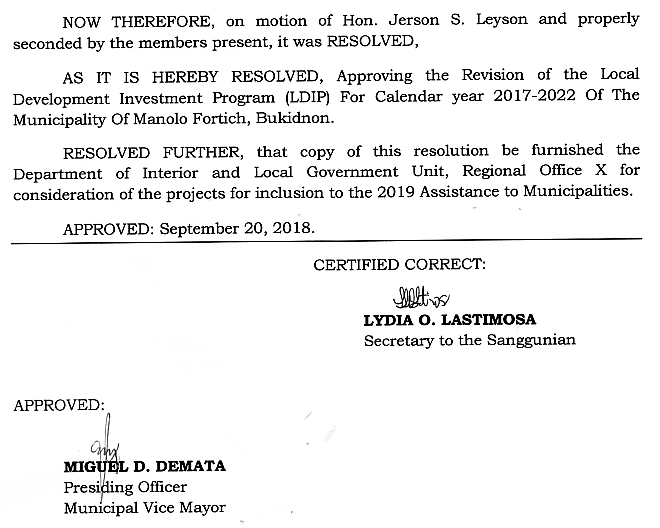 NOW THEREFORE, on motion of Hon. Jerson S. Leyson and properly
seconded by the members present, it was RESOLVED,
AS IT IS HEREBY RESOLVED, Approving the Revision of the Local
Development Investment Program (LDIP) For Calendar year 2017-2022 Of The
Municipality Of Manolo Fortich, Bukidnon.
RESOLVED FURTHER, that copy of this resolution be furnished the
Department of Interior and Local Government Unit, Regional Office X for
consideration of the projects for inclusion to the 2019 Assistance to Municipalities.
APPROVED: September 20, 2018.
CERTIFIED CORRECT:
LYDIA O. LASTIMOSA
Secretary to the Sanggunian
APPROVED:
MIGUEL D. DEMATA
Presiding Officer
Municipal Vice Mayor